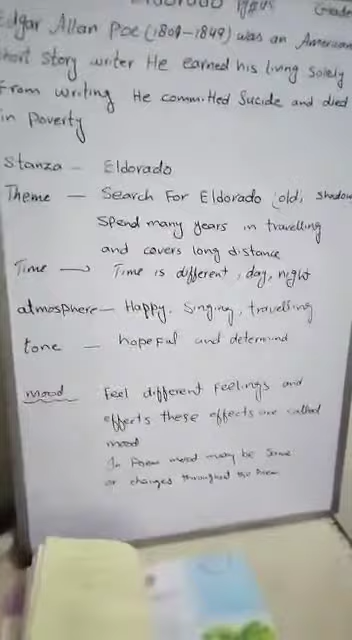 Eldorado
Grade
Edgar Allan Poe (1809-1849) was an American
short story writer He earned his living solely
From writing He committed Sucide and died
in Poverty
Stanza - Eldorado
Theme - Search For Eldorado (old, shadow
Spend many years in travelling
and covers long distance
Time → Time is different, day, night
atmosphere - Happy, Singing, travelling
tone - hopeful and determind
mood Feel different Feelings and
effects these effects are called
mood
In Poem mood may be Same
or changes throughout the Poem